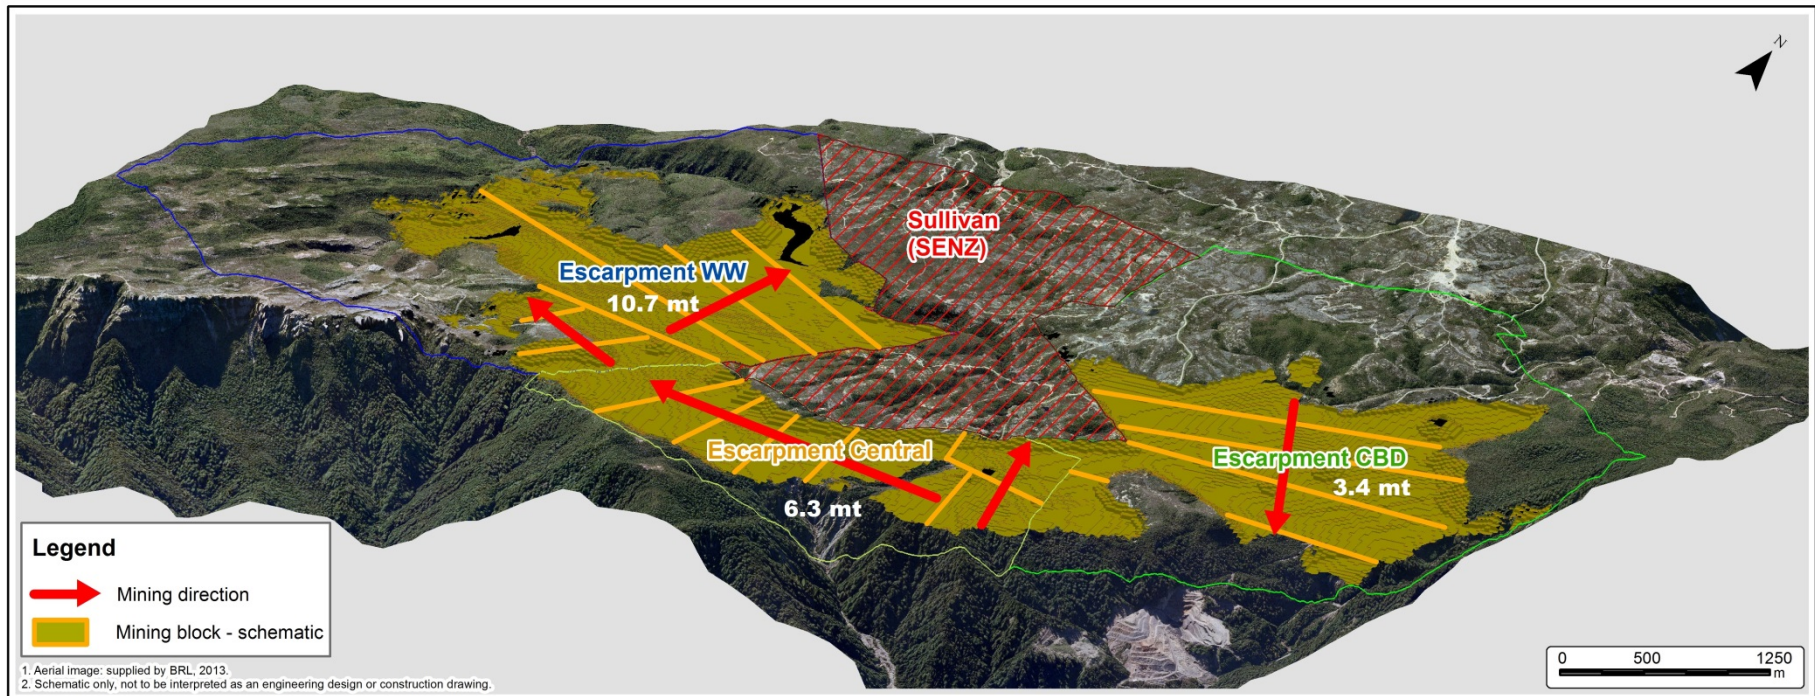 N
Sullivan
(SENZ)
Escarpment WW
10.7 mt
Escarpment Central
6.3 mt
Escarpment CBD
3.4 mt
Legend
Mining direction
Mining block - schematic
1. Aerial image: supplied by BRL, 2013.
2. Schematic only, not to be interpreted as an engineering design or construction drawing.
0 500 1250
m